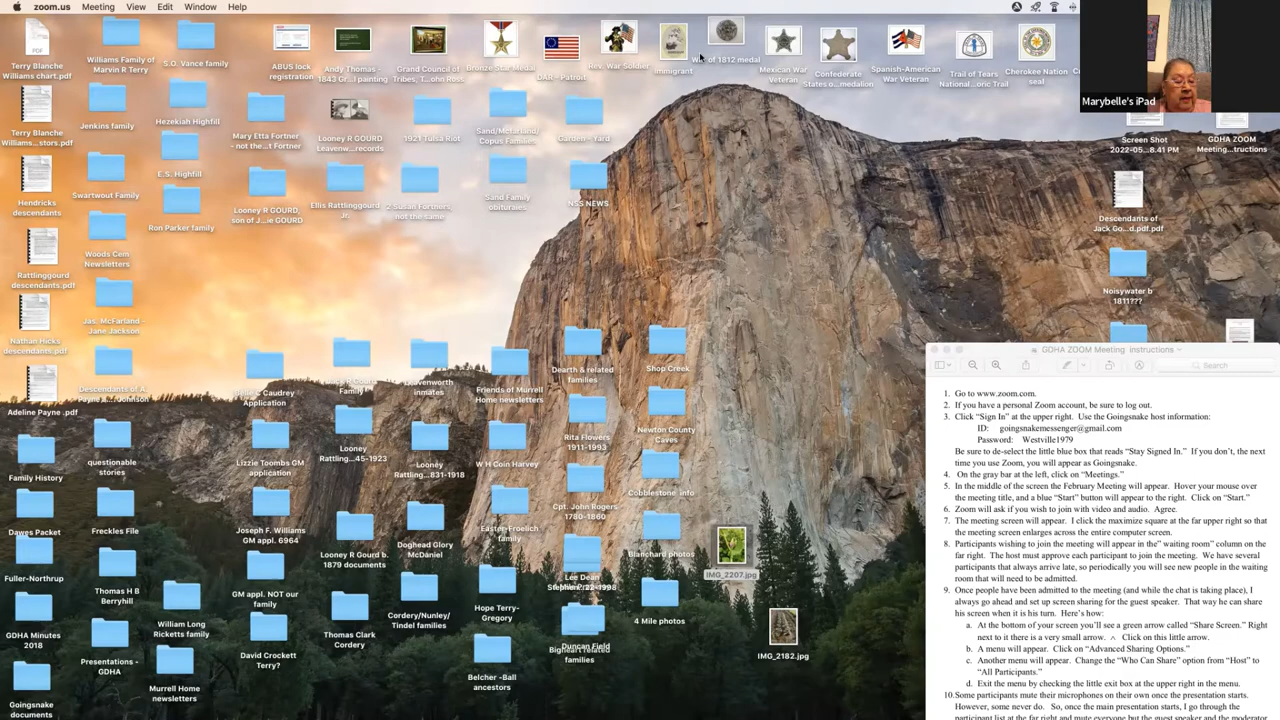 zoom.us Meeting View Edit Window Help
Terry Blanche
Williams chart.pdf
Williams Family of
Marvin R Terry
S.O. Vance family
ABUS lock
registration
Andy Thomas -
1843 Gr...l painting
Grand Council of
Tribes, T...ohn Ross
Bronze Star Medal
DAR - Patroit
Rev. War Soldier
Immigrant
of 1812 medal
Mexican War
Veteran
Confederate
States o...medalion
Spanish-American
War Veteran
Trail of Tears
National...oric Trail
Cherokee Nation
seal
Marybelle's iPad
Terry Blanche
Williams...stors.pdf
Jenkins family
Hezekiah Highfill
Mary Etta Fortner
- not the...t Fortner
Looney R GOURD
Leavenw...records
1921 Tulsa Riot
Sand/Mcfarland/
Copus Families
Garden - Yard
Screen Shot
2022-05...8.41 PM
GDHA ZOOM
Meeting...tructions
Hendricks
descendants
Swartwout Family
E.S. Highfill
Ron Parker family
Looney R GOURD,
son of J...ie GOURD
Ellis Rattlinggourd
Jr.
2 Susan Fortners,
not the same
Sand Family
obituraies
NSS NEWS
Descendants of
Jack Go...d.pdf.pdf
Rattlinggourd
descendants.pdf
Woods Cem
Newsletters
Noisywater b
1811???
Nathan Hicks
descendants.pdf
Jas. McFarland -
Jane Jackson
Adeline Payne .pdf
Descendants of A
Johnson
Caudrey
Application
Family
Leavenworth
inmates
Friends of Murrell
Home newsletters
Dearth & related
families
Shop Creek
Family History
questionable
stories
Lizzie Toombs GM
application
Looney
Rattling...45-1923
Looney
Rattling...831-1918
W H Coin Harvey
Rita Flowers
1911-1993
Newton County
Caves
Dawes Packet
Freckles File
Joseph F. Williams
GM appl. 6964
Looney R Gourd b.
1879 documents
Doghead Glory
McDaniel
Easter-Froelich
family
Cpt. John Rogers
1780-1860
Cobblestone info
Fuller-Northrup
Thomas H B
Berryhill
GM appl. NOT our
family
Lee Dean
Blanchard photos
IMG_2207.jpg
GDHA Minutes
2018
William Long
Ricketts family
David Crockett
Terry?
Thomas Clark
Cordery
Cordery/Nunley/
Tindel families
Hope Terry-
Gregory
Duncan Field
families
4 Mile photos
IMG_2182.jpg
Goingsnake
documents
Presentations -
GDHA
Murrell Home
newsletters
Belcher -Ball
ancestors
GDHA ZOOM Meeting instructions
Search
1. Go to www.zoom.com.
2. If you have a personal Zoom account, be sure to log out.
3. Click “Sign In” at the upper right. Use the Goingsnake host information:
ID: goingsnakemessenger@gmail.com
Password: Westville1979
Be sure to de-select the little blue box that reads “Stay Signed In.” If you don’t, the next
time you use Zoom, you will appear as Goingsnake.
4. On the gray bar at the left, click on “Meetings.”
5. In the middle of the screen the February Meeting will appear. Hover your mouse over
the meeting title, and a blue “Start” button will appear to the right. Click on “Start.”
6. Zoom will ask if you wish to join with video and audio. Agree.
7. The meeting screen will appear. I click the maximize square at the far upper right so that
the meeting screen enlarges across the entire computer screen.
8. Participants wishing to join the meeting will appear in the” waiting room” column on the
far right. The host must approve each participant to join the meeting. We have several
participants that always arrive late, so periodically you will see new people in the waiting
room that will need to be admitted.
9. Once people have been admitted to the meeting (and while the chat is taking place), I
always go ahead and set up screen sharing for the guest speaker. That way he can share
his screen when it is his turn. Here’s how:
a. At the bottom of your screen you’ll see a green arrow called “Share Screen.” Right
next to it there is a very small arrow. ^ Click on this little arrow.
b. A menu will appear. Click on “Advanced Sharing Options.”
c. Another menu will appear. Change the “Who Can Share” option from “Host” to
“All Participants.”
d. Exit the menu by checking the little exit box at the upper right in the menu.
10. Some participants mute their microphones on their own once the presentation starts.
However, some never do. So, once the main presentation starts, I go through the
participant list at the far right and mute everyone but the guest speaker and the moderator